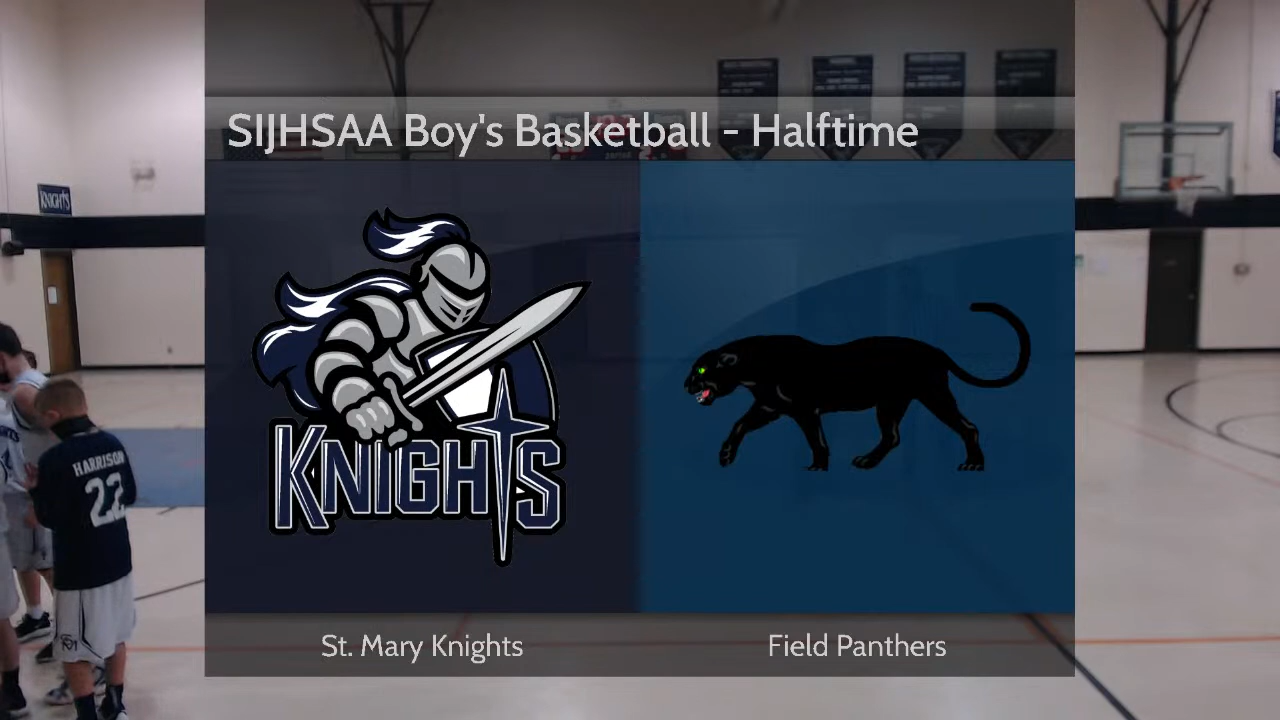 SIJHSAA Boy's Basketball - Halftime
KNIGHTS
KNIGHTS
HARRISON
22
St. Mary Knights
Field Panthers